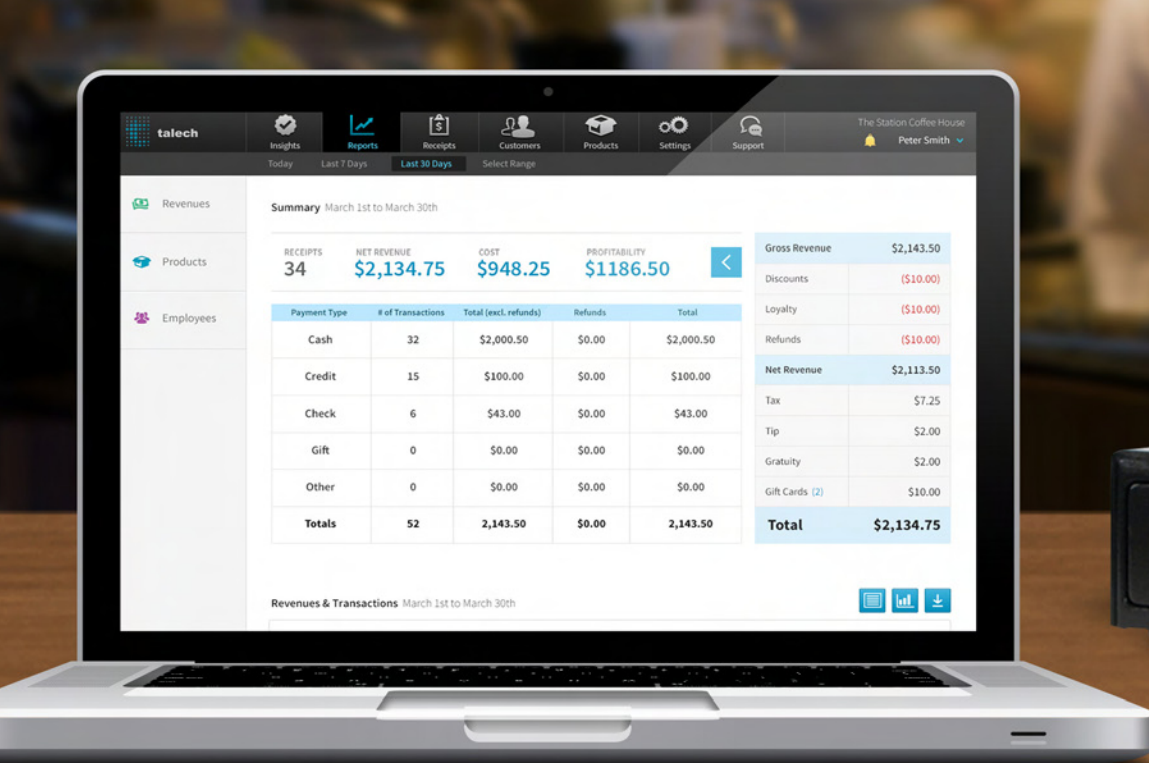 talech
Insights
Reports
Receipts
Customers
Products
Settings
Support
The Station Coffee House
Peter Smith
Today Last 7 Days Last 30 Days Select Range
Revenues
Products
Employees
Summary March 1st to March 30th
RECEIPTS NET REVENUE COST PROFITABILITY
34 $2,134.75 $948.25 $1186.50
Payment Type # of Transactions Total (excl. refunds) Refunds Total
Cash 32 $2,000.50 $0.00 $2,000.50
Credit 15 $100.00 $0.00 $100.00
Check 6 $43.00 $0.00 $43.00
Gift 0 $0.00 $0.00 $0.00
Other 0 $0.00 $0.00 $0.00
Totals 52 2,143.50 $0.00 2,143.50
Gross Revenue $2,143.50
Discounts ($10.00)
Loyalty ($10.00)
Refunds ($10.00)
Net Revenue $2,113.50
Tax $7.25
Tip $2.00
Gratuity $2.00
Gift Cards (2) $10.00
Total $2,134.75
Revenues & Transactions March 1st to March 30th